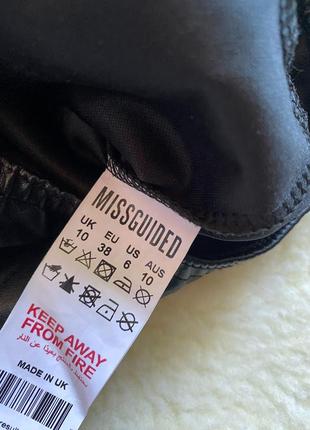 MISSGUIDED
UK EU US AUS
10 38 6 10
KEEP AWAY
FROM FIRE
MADE IN UK